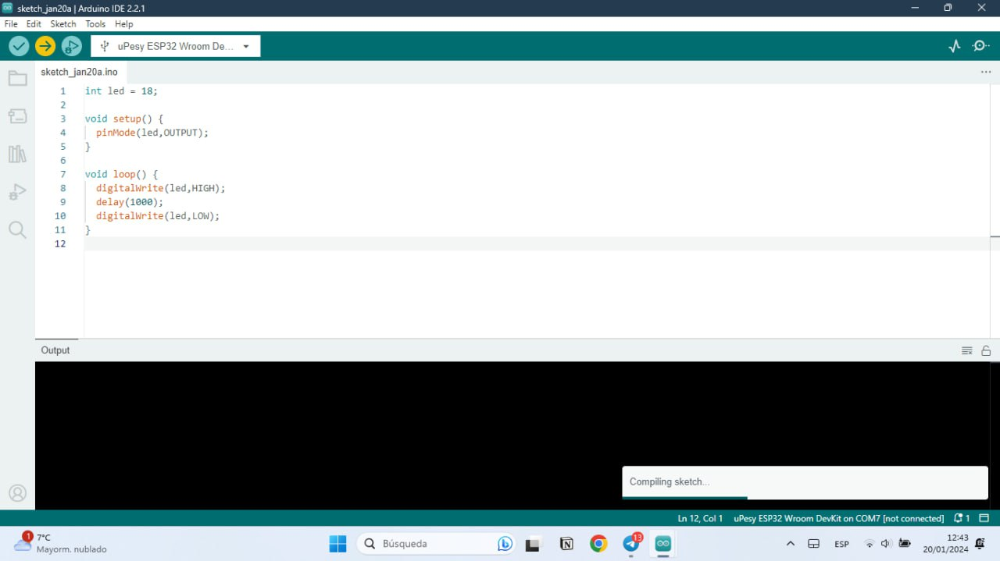 sketch_jan20a | Arduino IDE 2.2.1
File Edit Sketch Tools Help
uPesy ESP32 Wroom De...
sketch_jan20a.ino
1 int led = 18;
2
3 void setup() {
4 pinMode(led,OUTPUT);
5 }
6
7 void loop() {
8 digitalWrite(led,HIGH);
9 delay(1000);
10 digitalWrite(led,LOW);
11 }
12
Output
Compiling sketch...
Ln 12, Col 1 uPesy ESP32 Wroom DevKit on COM7 [not connected] 1
1 7°C
Mayorm. nublado
Búsqueda
13
ESP
12:43
20/01/2024